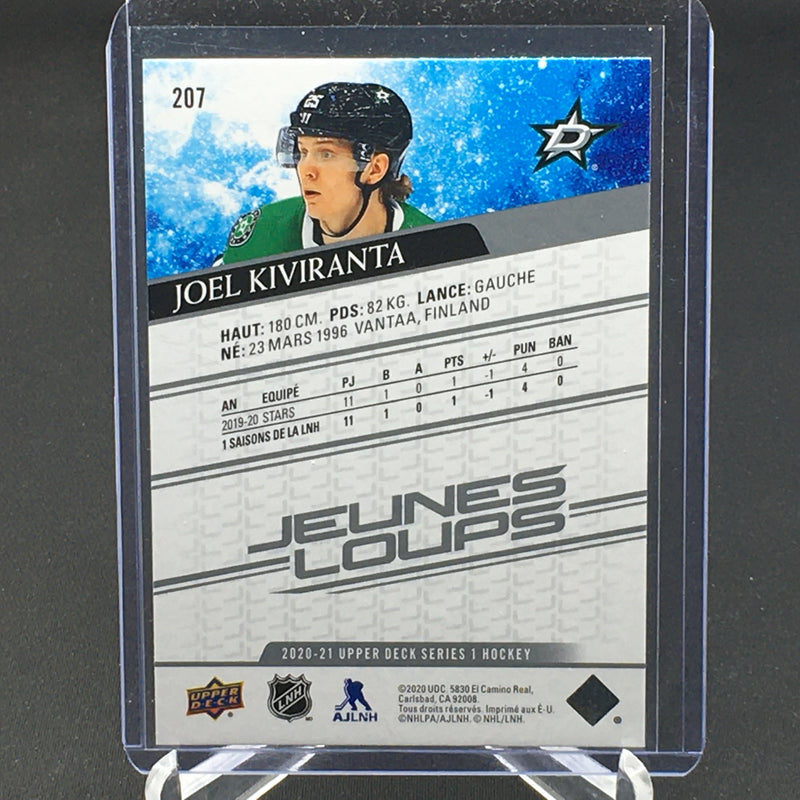 207
25
D
JOEL KIVIRANTA
HAUT: 180 CM. PDS: 82 KG. LANCE: GAUCHE
NÉ: 23 MARS 1996 VANTAA, FINLAND
AN EQUIPÉ PJ B A PTS +/- PUN BAN
2019-20 STARS 11 1 0 1 -1 4 0
1 SAISONS DE LA LNH 11 1 0 1 -1 4 0
JEUNES
LOUPS
2020-21 UPPER DECK SERIES 1 HOCKEY
UPPER
D·E·C·K
LNH
MD
AJLNH
©2020 UDC. 5830 El Camino Real,
Carlsbad, CA 92008.
Tous droits réservés. Imprimé aux É-U.
©NHLPA/AJLNH. © NHL/LNH.